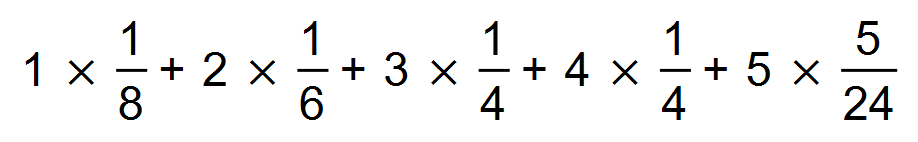 1 × 1/8 + 2 × 1/6 + 3 × 1/4 + 4 × 1/4 + 5 × 5/24